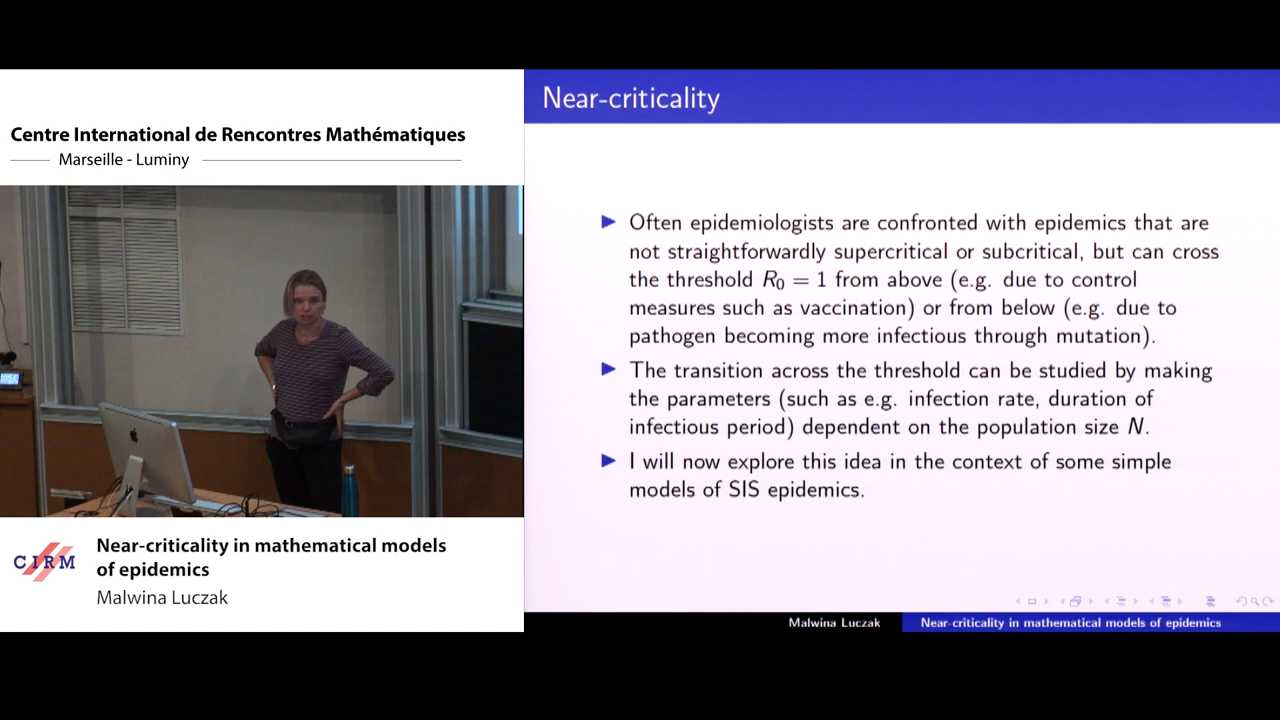 Centre International de Rencontres Mathématiques
Marseille - Luminy
CIRM
Near-criticality in mathematical models
of epidemics
Malwina Luczak
Near-criticality
Often epidemiologists are confronted with epidemics that are
not straightforwardly supercritical or subcritical, but can cross
the threshold R₀ = 1 from above (e.g. due to control
measures such as vaccination) or from below (e.g. due to
pathogen becoming more infectious through mutation).
The transition across the threshold can be studied by making
the parameters (such as e.g. infection rate, duration of
infectious period) dependent on the population size N.
I will now explore this idea in the context of some simple
models of SIS epidemics.
Malwina Luczak
Near-criticality in mathematical models of epidemics